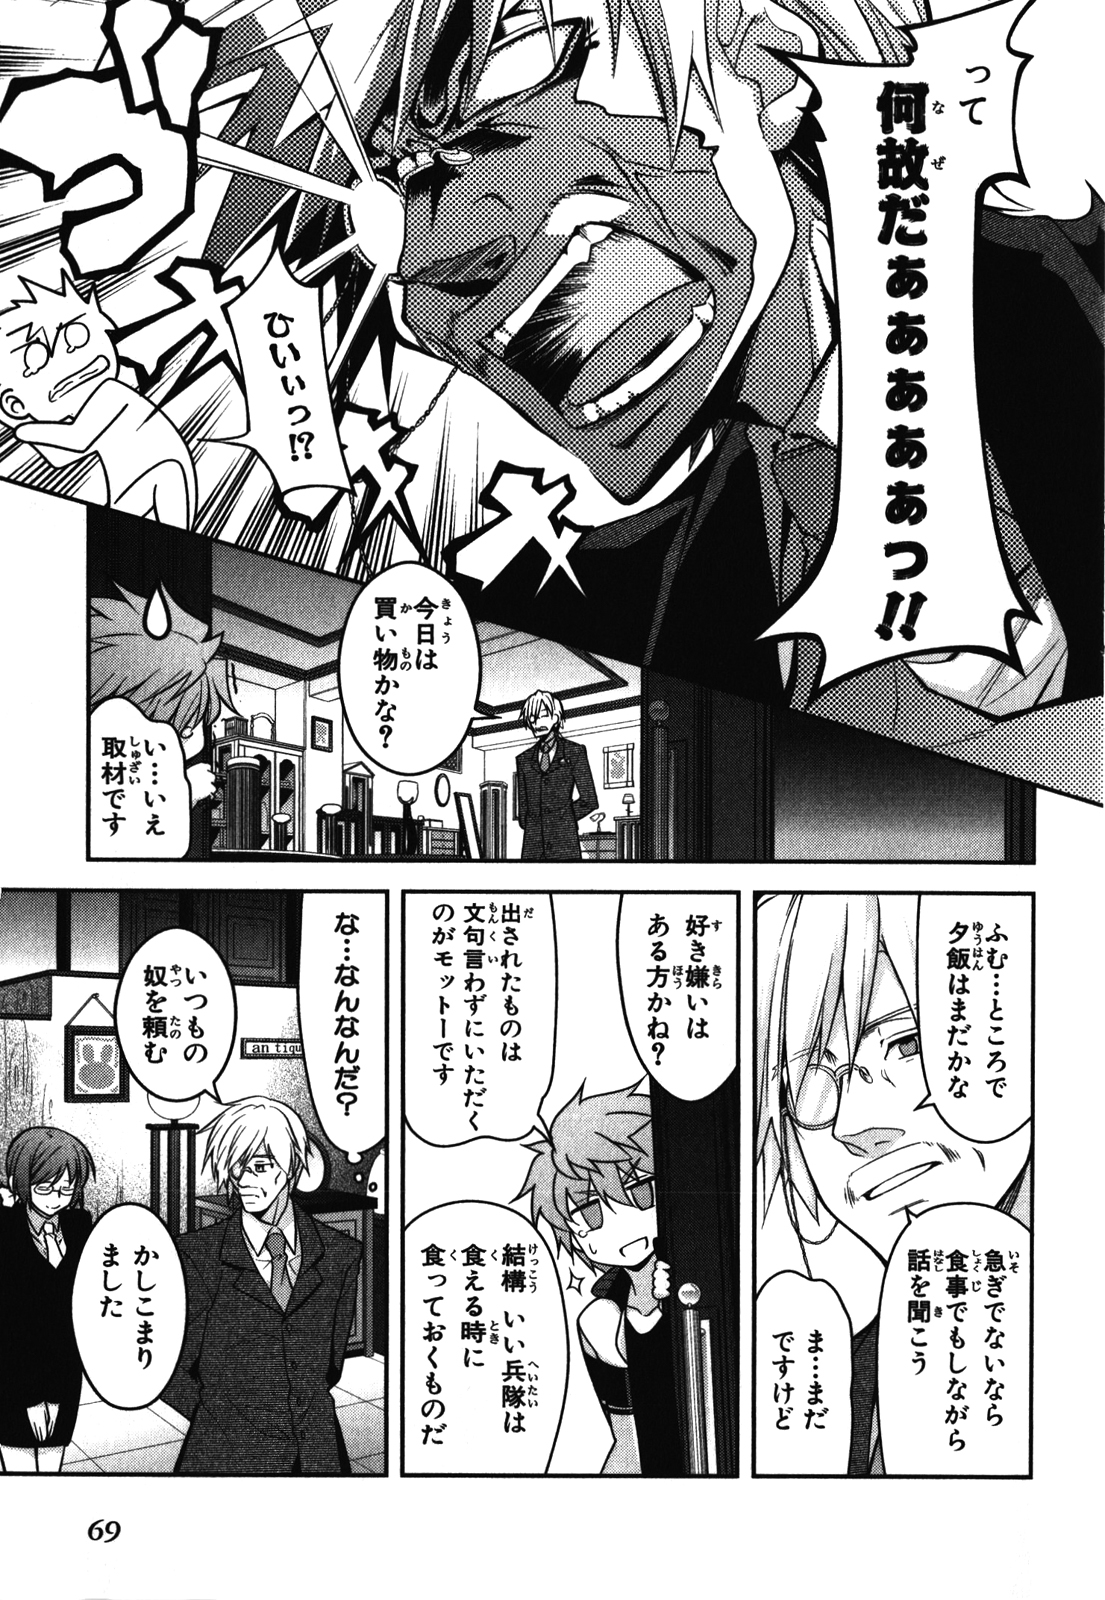 って
何故だぁぁぁぁぁぁっ!!
ひいぃっ!?
今日は
買い物かな?
い…いえ
取材です
ふむ…ところで
夕飯はまだかな
急ぎでないなら
食事でもしながら
話を聞こう
ま…まだ
ですけど
好き嫌いは
ある方かね?
出されたものは
文句言わずにいただく
のがモットーです
結構 いい兵隊は
食える時に
食っておくものだ
な…なんなんだ?
いつもの
奴を頼む
antiqu
かしこまり
ました
69